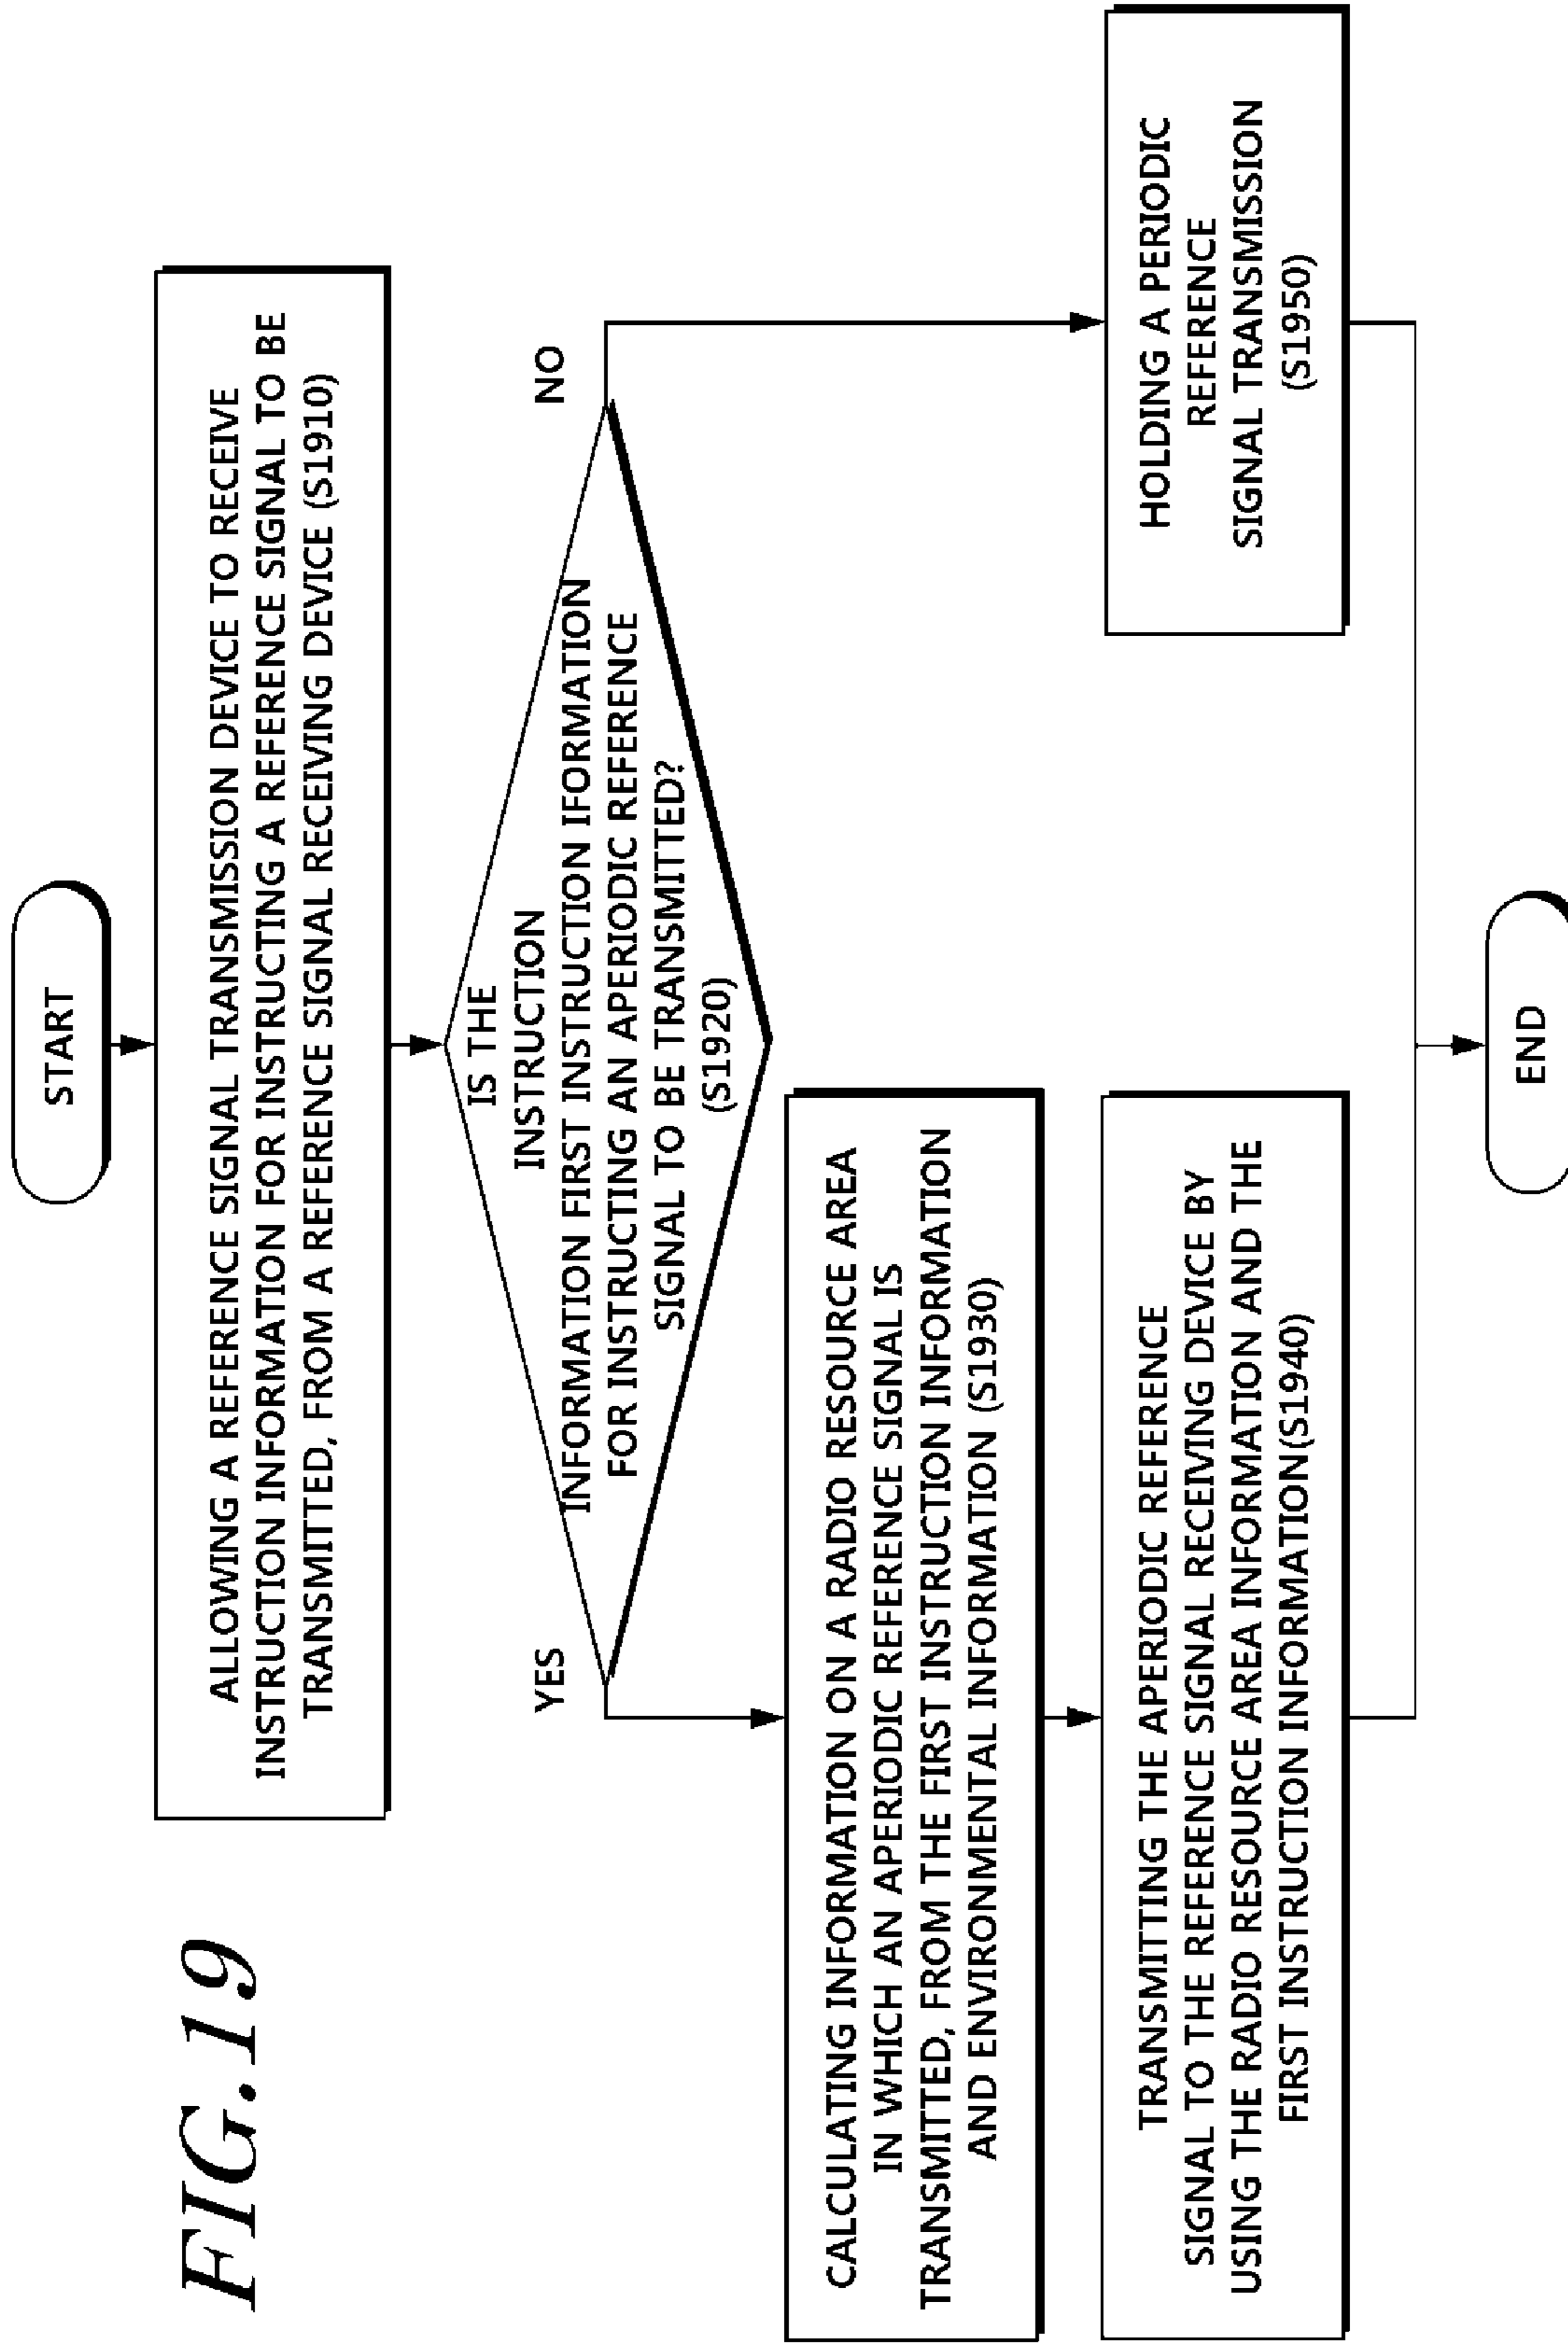 FIG.19
START
ALLOWING A REFERENCE SIGNAL TRANSMISSION DEVICE TO RECEIVE
INSTRUCTION INFORMATION FOR INSTRUCTING A REFERENCE SIGNAL TO BE
TRANSMITTED, FROM A REFERENCE SIGNAL RECEIVING DEVICE (S1910)
IS THE
INSTRUCTION
INFORMATION FIRST INSTRUCTION IFORMATION
FOR INSTRUCTING AN APERIODIC REFERENCE
SIGNAL TO BE TRANSMITTED?
(S1920)
YES
NO
CALCULATING INFORMATION ON A RADIO RESOURCE AREA
IN WHICH AN APERIODIC REFERENCE SIGNAL IS
TRANSMITTED, FROM THE FIRST INSTRUCTION INFORMATION
AND ENVIRONMENTAL INFORMATION (S1930)
TRANSMITTING THE APERIODIC REFERENCE
SIGNAL TO THE REFERENCE SIGNAL RECEIVING DEVICE BY
USING THE RADIO RESOURCE AREA INFORMATION AND THE
FIRST INSTRUCTION INFORMATION(S1940)
HOLDING A PERIODIC
REFERENCE
SIGNAL TRANSMISSION
(S1950)
END